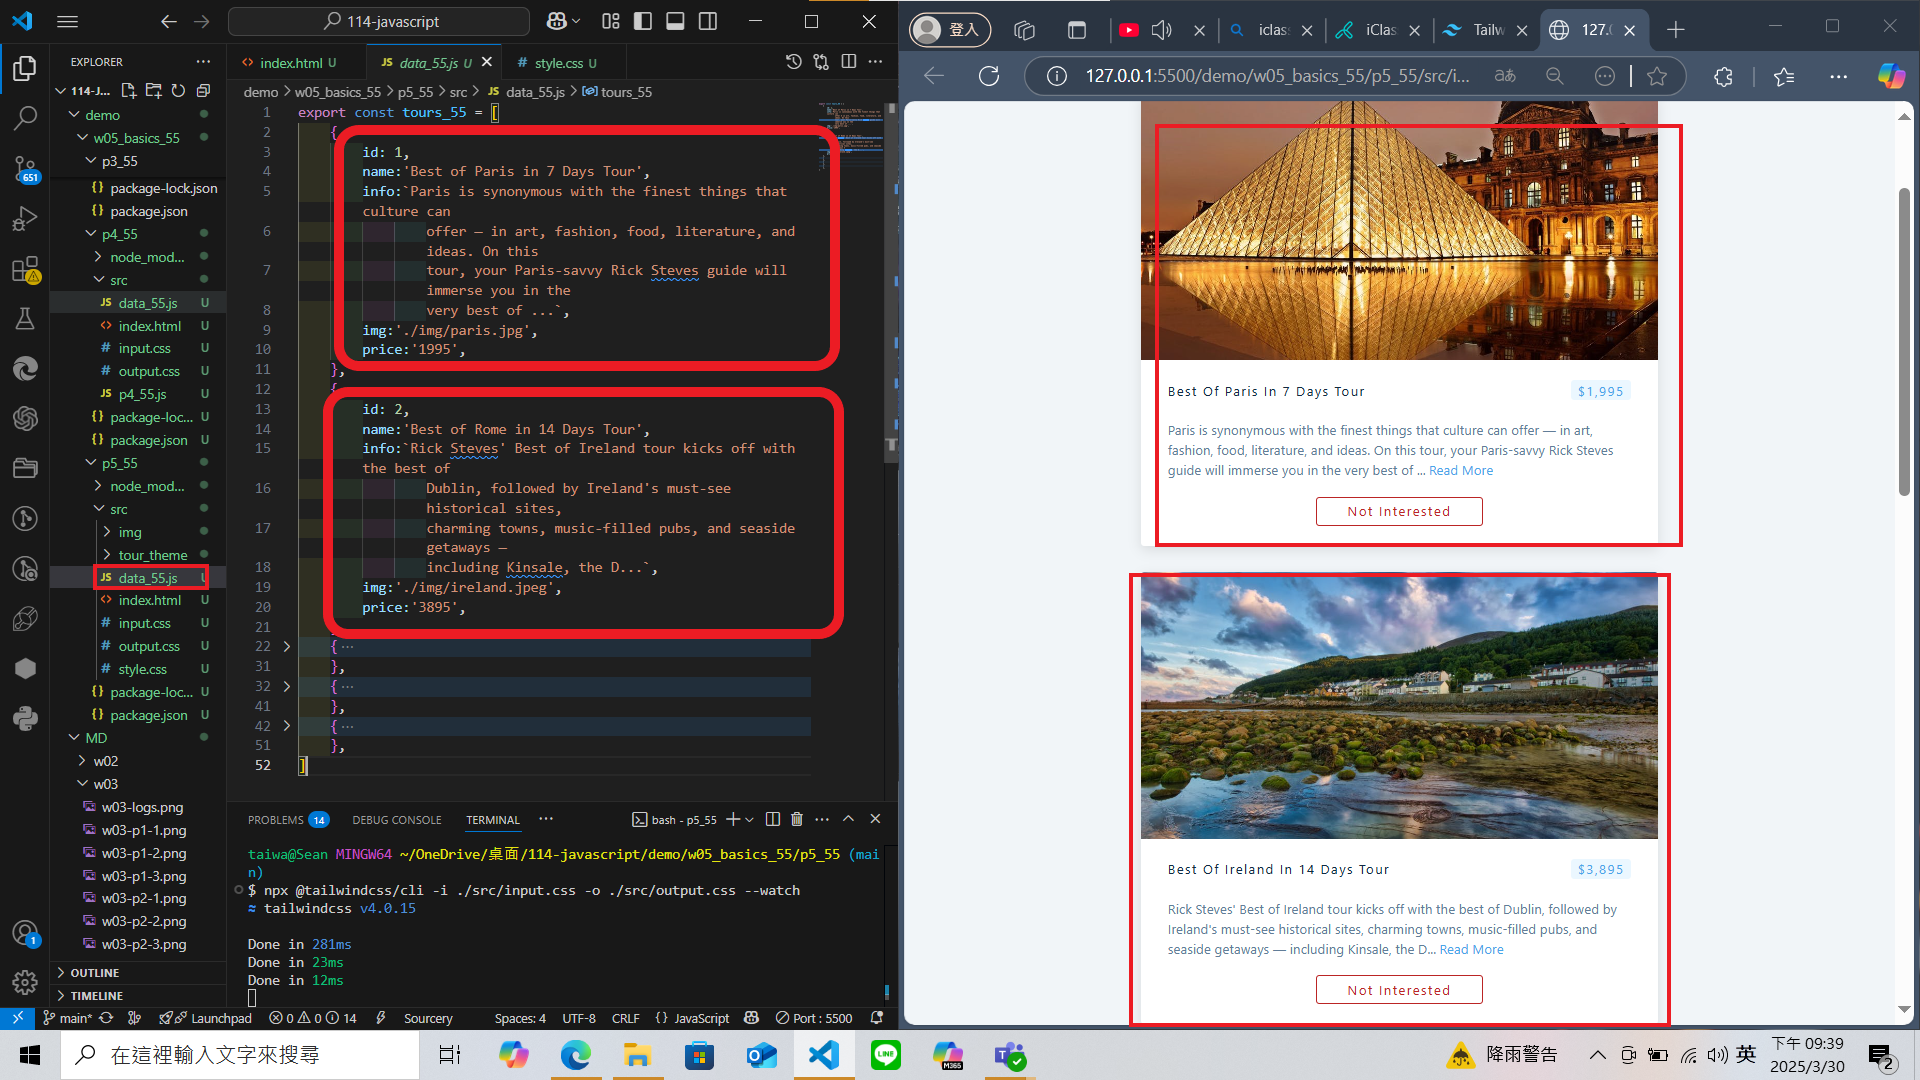 114-javascript
EXPLORER
index.html U
data_55.js U
style.css U
114-J...
demo > w05_basics_55 > p5_55 > src > JS data_55.js > tours_55
demo
w05_basics_55
p3_55
package-lock.json
package.json
p4_55
node_mod...
src
data_55.js U
index.html U
input.css U
output.css U
p4_55.js U
package-loc... U
package.json U
p5_55
node_mod...
src
img
tour_theme
data_55.js U
index.html U
input.css U
output.css U
style.css U
package-loc... U
package.json U
MD
w02
w03
w03-logs.png
w03-p1-1.png
w03-p1-2.png
w03-p1-3.png
w03-p2-1.png
w03-p2-2.png
w03-p2-3.png
OUTLINE
TIMELINE
651
1
1 export const tours_55 = [
2 {
3 id: 1,
4 name:'Best of Paris in 7 Days Tour',
5 info:`Paris is synonymous with the finest things that
culture can
6 offer — in art, fashion, food, literature, and
ideas. On this
7 tour, your Paris-savvy Rick Steves guide will
immerse you in the
8 very best of ...`,
9 img:'./img/paris.jpg',
10 price:'1995',
11 },
12 {
13 id: 2,
14 name:'Best of Rome in 14 Days Tour',
15 info:`Rick Steves' Best of Ireland tour kicks off with
the best of
16 Dublin, followed by Ireland's must-see
historical sites,
17 charming towns, music-filled pubs, and seaside
getaways —
18 including Kinsale, the D...`,
19 img:'./img/ireland.jpeg',
20 price:'3895',
21
22 { ...
31 },
32 { ...
41 },
42 { ...
51 },
52 ]
PROBLEMS 14 DEBUG CONSOLE TERMINAL ... bash - p5_55
taiwa@Sean MINGW64 ~/OneDrive/桌面/114-javascript/demo/w05_basics_55/p5_55 (mai
n)
$ npx @tailwindcss/cli -i ./src/input.css -o ./src/output.css --watch
≈ tailwindcss v4.0.15
Done in 281ms
Done in 23ms
Done in 12ms
main* Launchpad 0 0 14 Sourcery Spaces: 4 UTF-8 CRLF {} JavaScript Port : 5500
登入
iclas
iClas
Tailw
127.(
127.0.0.1:5500/demo/w05_basics_55/p5_55/src/i...
Best Of Paris In 7 Days Tour
$1,995
Paris is synonymous with the finest things that culture can offer — in art,
fashion, food, literature, and ideas. On this tour, your Paris-savvy Rick Steves
guide will immerse you in the very best of ... Read More
Not Interested
Best Of Ireland In 14 Days Tour
$3,895
Rick Steves' Best of Ireland tour kicks off with the best of Dublin, followed by
Ireland's must-see historical sites, charming towns, music-filled pubs, and
seaside getaways — including Kinsale, the D... Read More
Not Interested
在這裡輸入文字來搜尋
LINE
M365
降雨警告
英
下午 09:39
2025/3/30
2